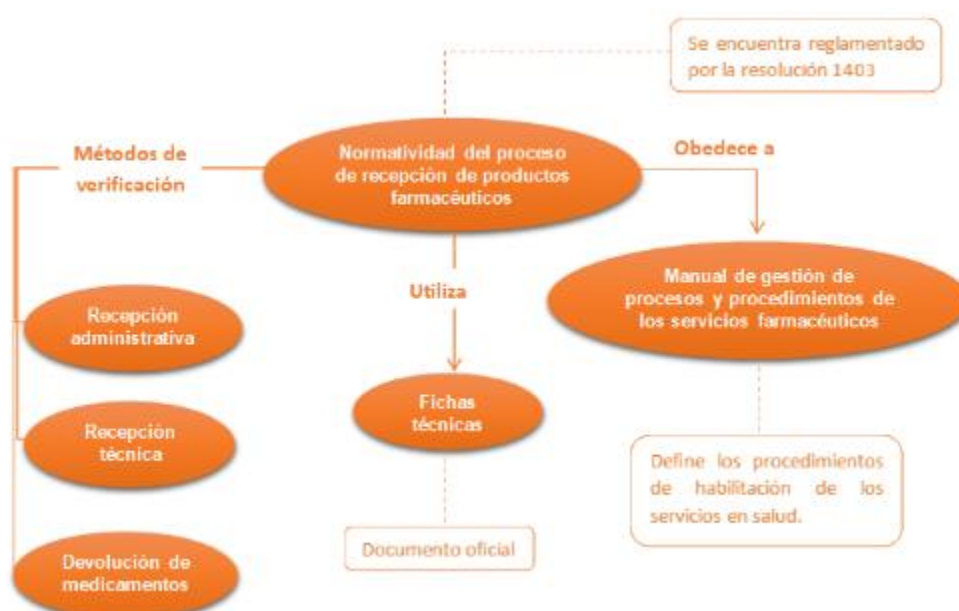 Se encuentra reglamentado
por la resolución 1403
Métodos de
verificación
Normatividad del proceso
de recepción de productos
farmacéuticos
Obedece a
Manual de gestión de
procesos y procedimientos de
los servicios farmacéuticos
Utiliza
Recepción
administrativa
Fichas
técnicas
Recepción
técnica
Define los procedimientos
de habilitación de los
servicios en salud.
Documento oficial
Devolución de
medicamentos